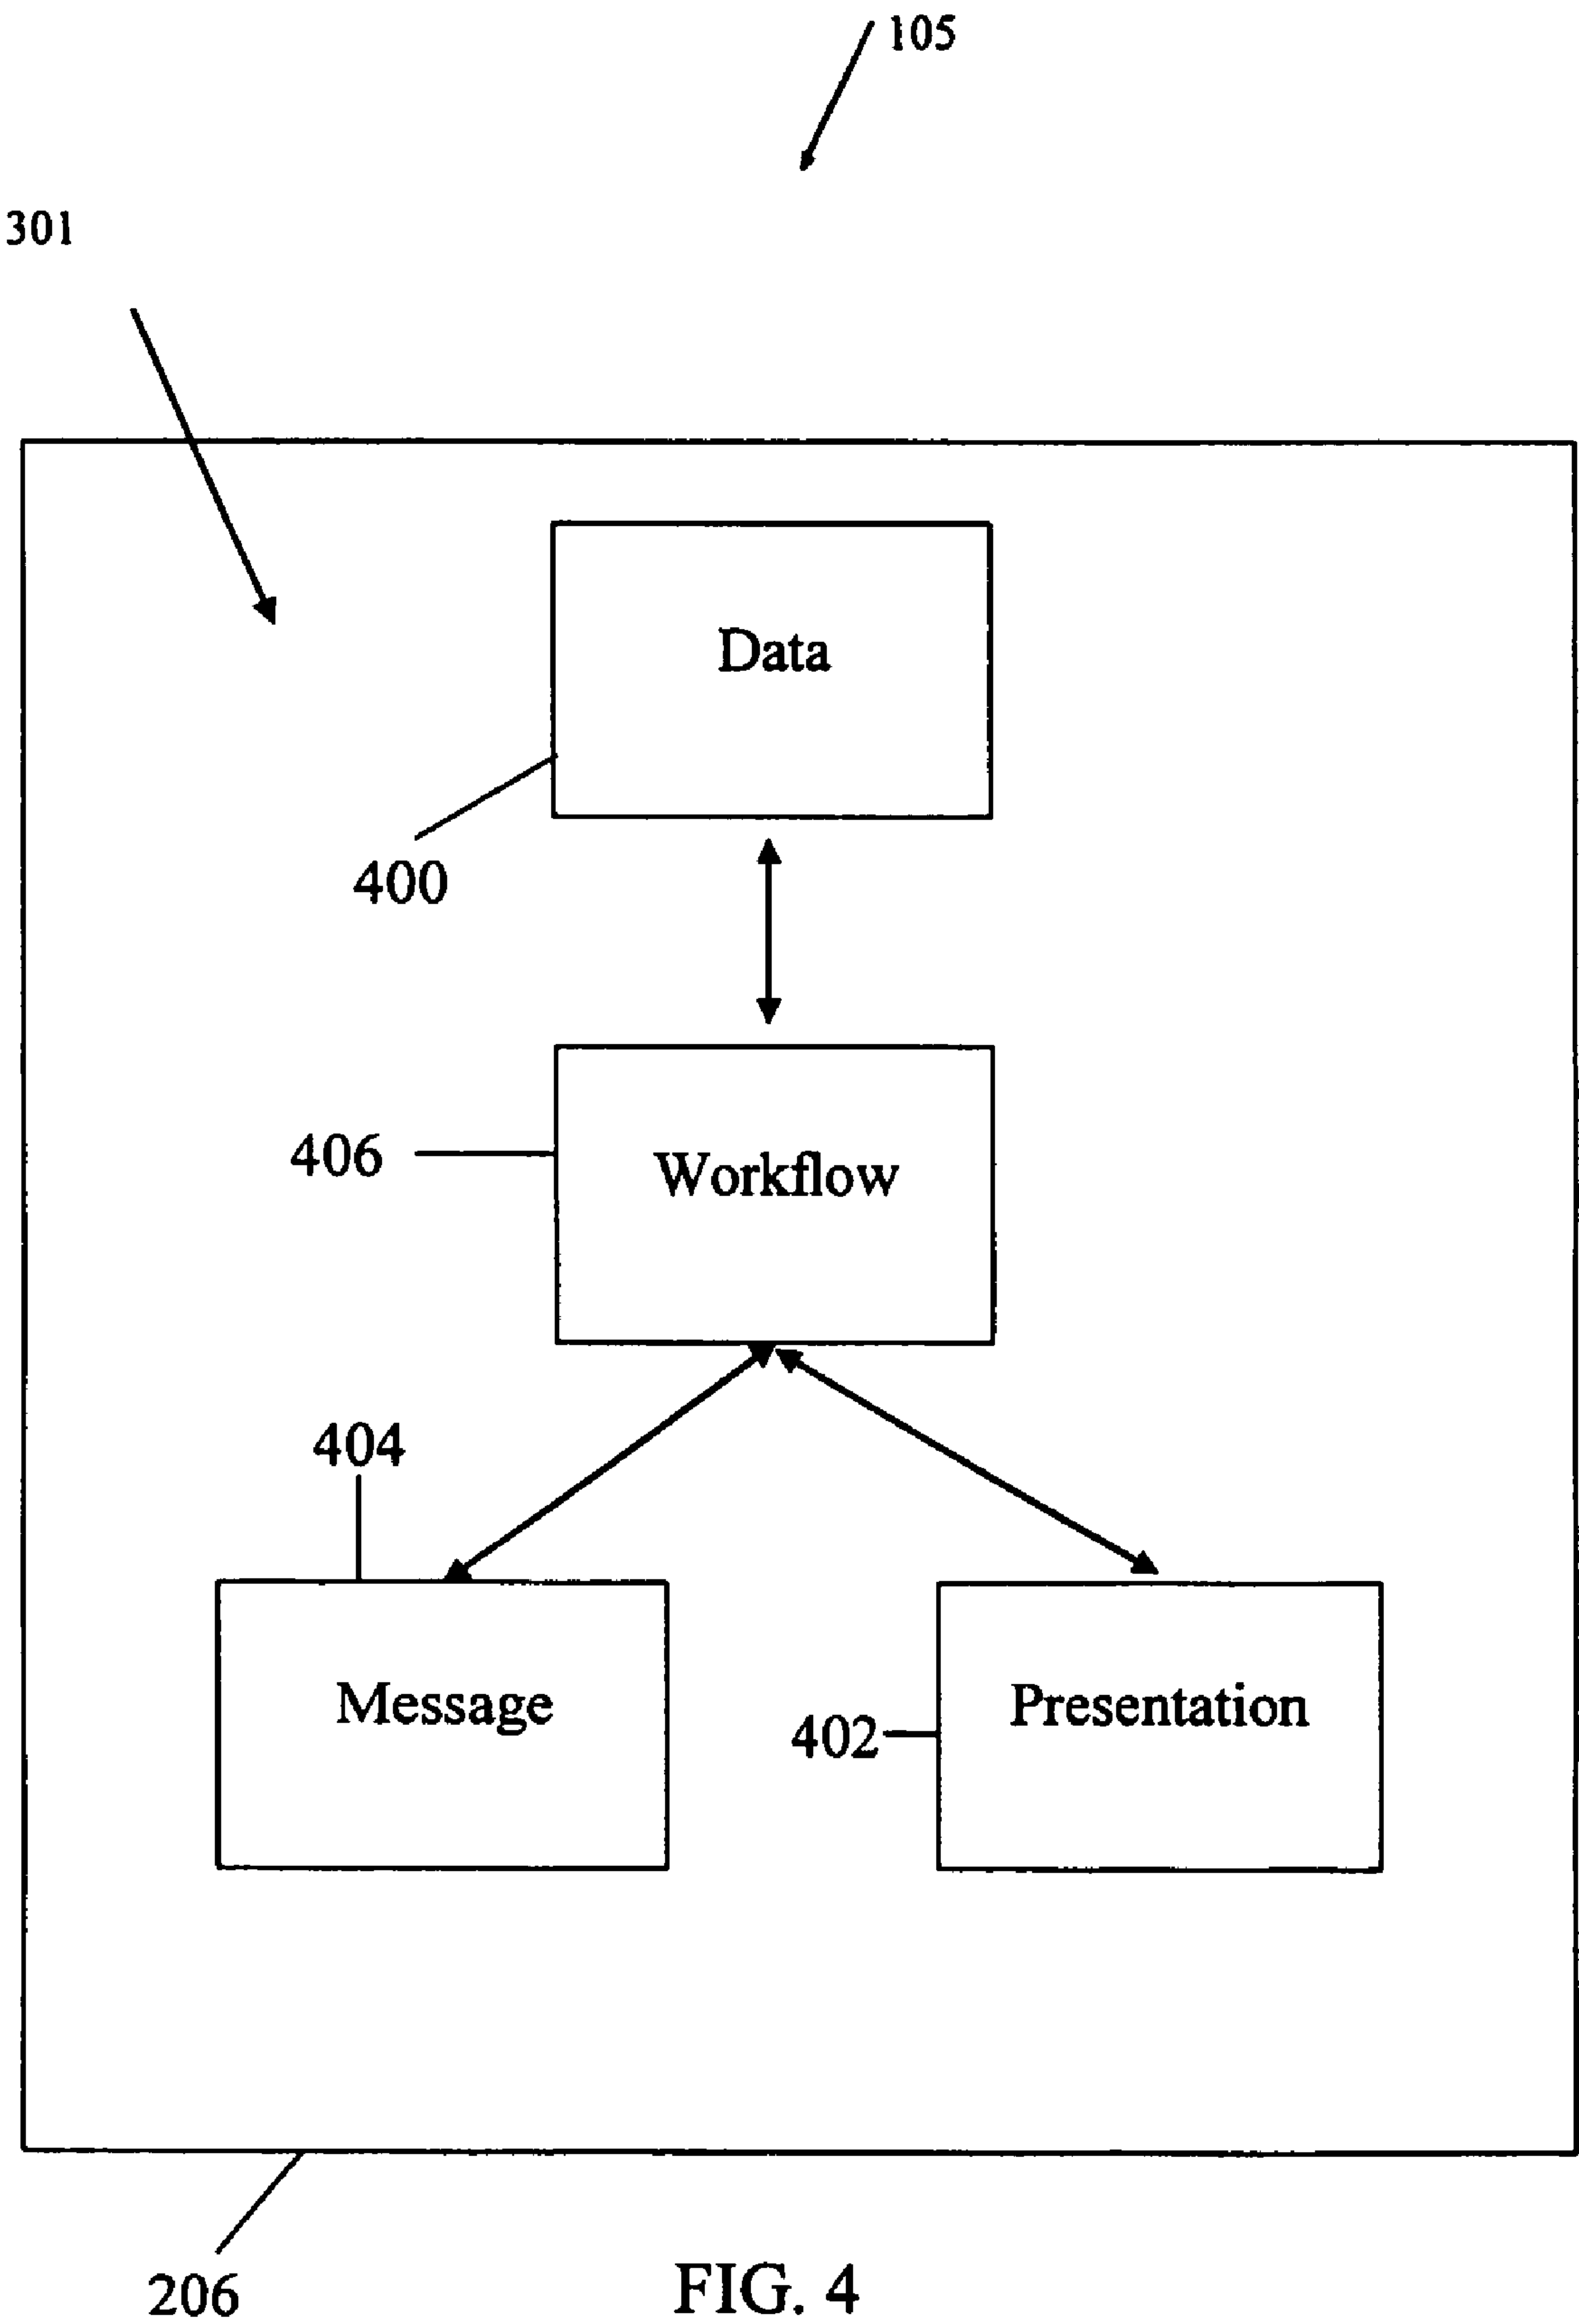 105
301
Data
400
406
Workflow
404
Message
Presentation
402
206
FIG. 4